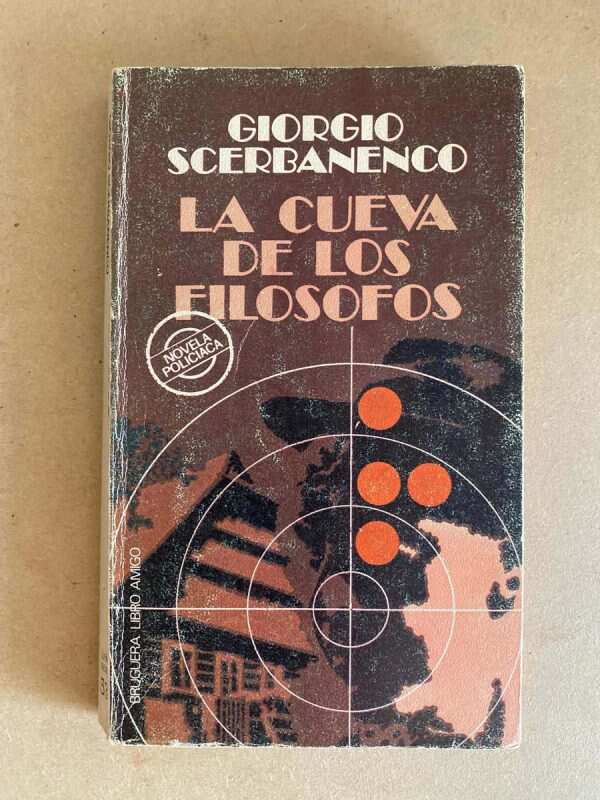 GIORGIO
SCERBANENCO
LA CUEVA
DE LOS
FILOSOFOS
NOVELA
POLICIACA
BRUGUERA LIBRO AMIGO